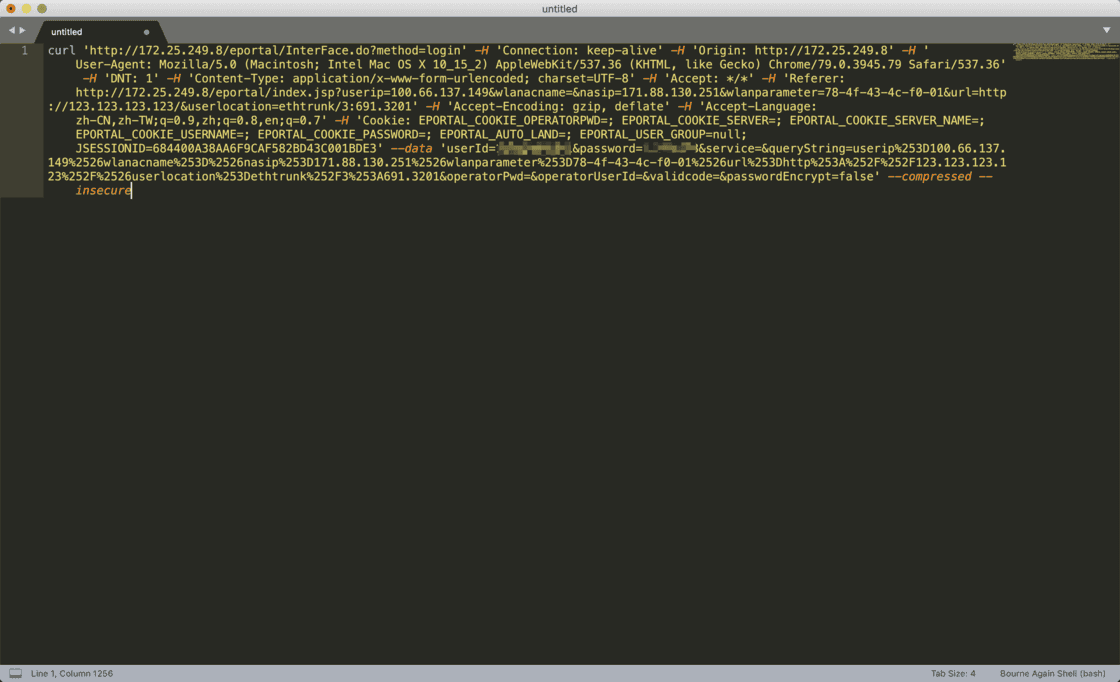 untitled
untitled
1 curl 'http://172.25.249.8/eportal/InterFace.do?method=login' -H 'Connection: keep-alive' -H 'Origin: http://172.25.249.8' -H '
User-Agent: Mozilla/5.0 (Macintosh; Intel Mac OS X 10_15_2) AppleWebKit/537.36 (KHTML, like Gecko) Chrome/79.0.3945.79 Safari/537.36'
-H 'DNT: 1' -H 'Content-Type: application/x-www-form-urlencoded; charset=UTF-8' -H 'Accept: */*' -H 'Referer:
http://172.25.249.8/eportal/index.jsp?userip=100.66.137.149&wlanacname=&nasip=171.88.130.251&wlanparameter=78-4f-43-4c-f0-01&url=http
://123.123.123.123/&userlocation=ethtrunk/3:691.3201' -H 'Accept-Encoding: gzip, deflate' -H 'Accept-Language:
zh-CN,zh-TW;q=0.9,zh;q=0.8,en;q=0.7' -H 'Cookie: EPORTAL_COOKIE_OPERATORPWD=; EPORTAL_COOKIE_SERVER=; EPORTAL_COOKIE_SERVER_NAME=;
EPORTAL_COOKIE_USERNAME=; EPORTAL_COOKIE_PASSWORD=; EPORTAL_AUTO_LAND=; EPORTAL_USER_GROUP=null;
JSESSIONID=684400A38AA6F9CAF582BD43C001BDE3' --data 'userId=&password=&service=&queryString=userip%253D100.66.137.
149%2526wlanacname%253D%2526nasip%253D171.88.130.251%2526wlanparameter%253D78-4f-43-4c-f0-01%2526url%253Dhttp%253A%252F%252F123.123.123.1
23%252F%2526userlocation%253Dethtrunk%252F3%253A691.3201&operatorPwd=&operatorUserId=&validcode=&passwordEncrypt=false' --compressed --
insecure
Line 1, Column 1256
Tab Size: 4
Bourne Again Shell (bash)